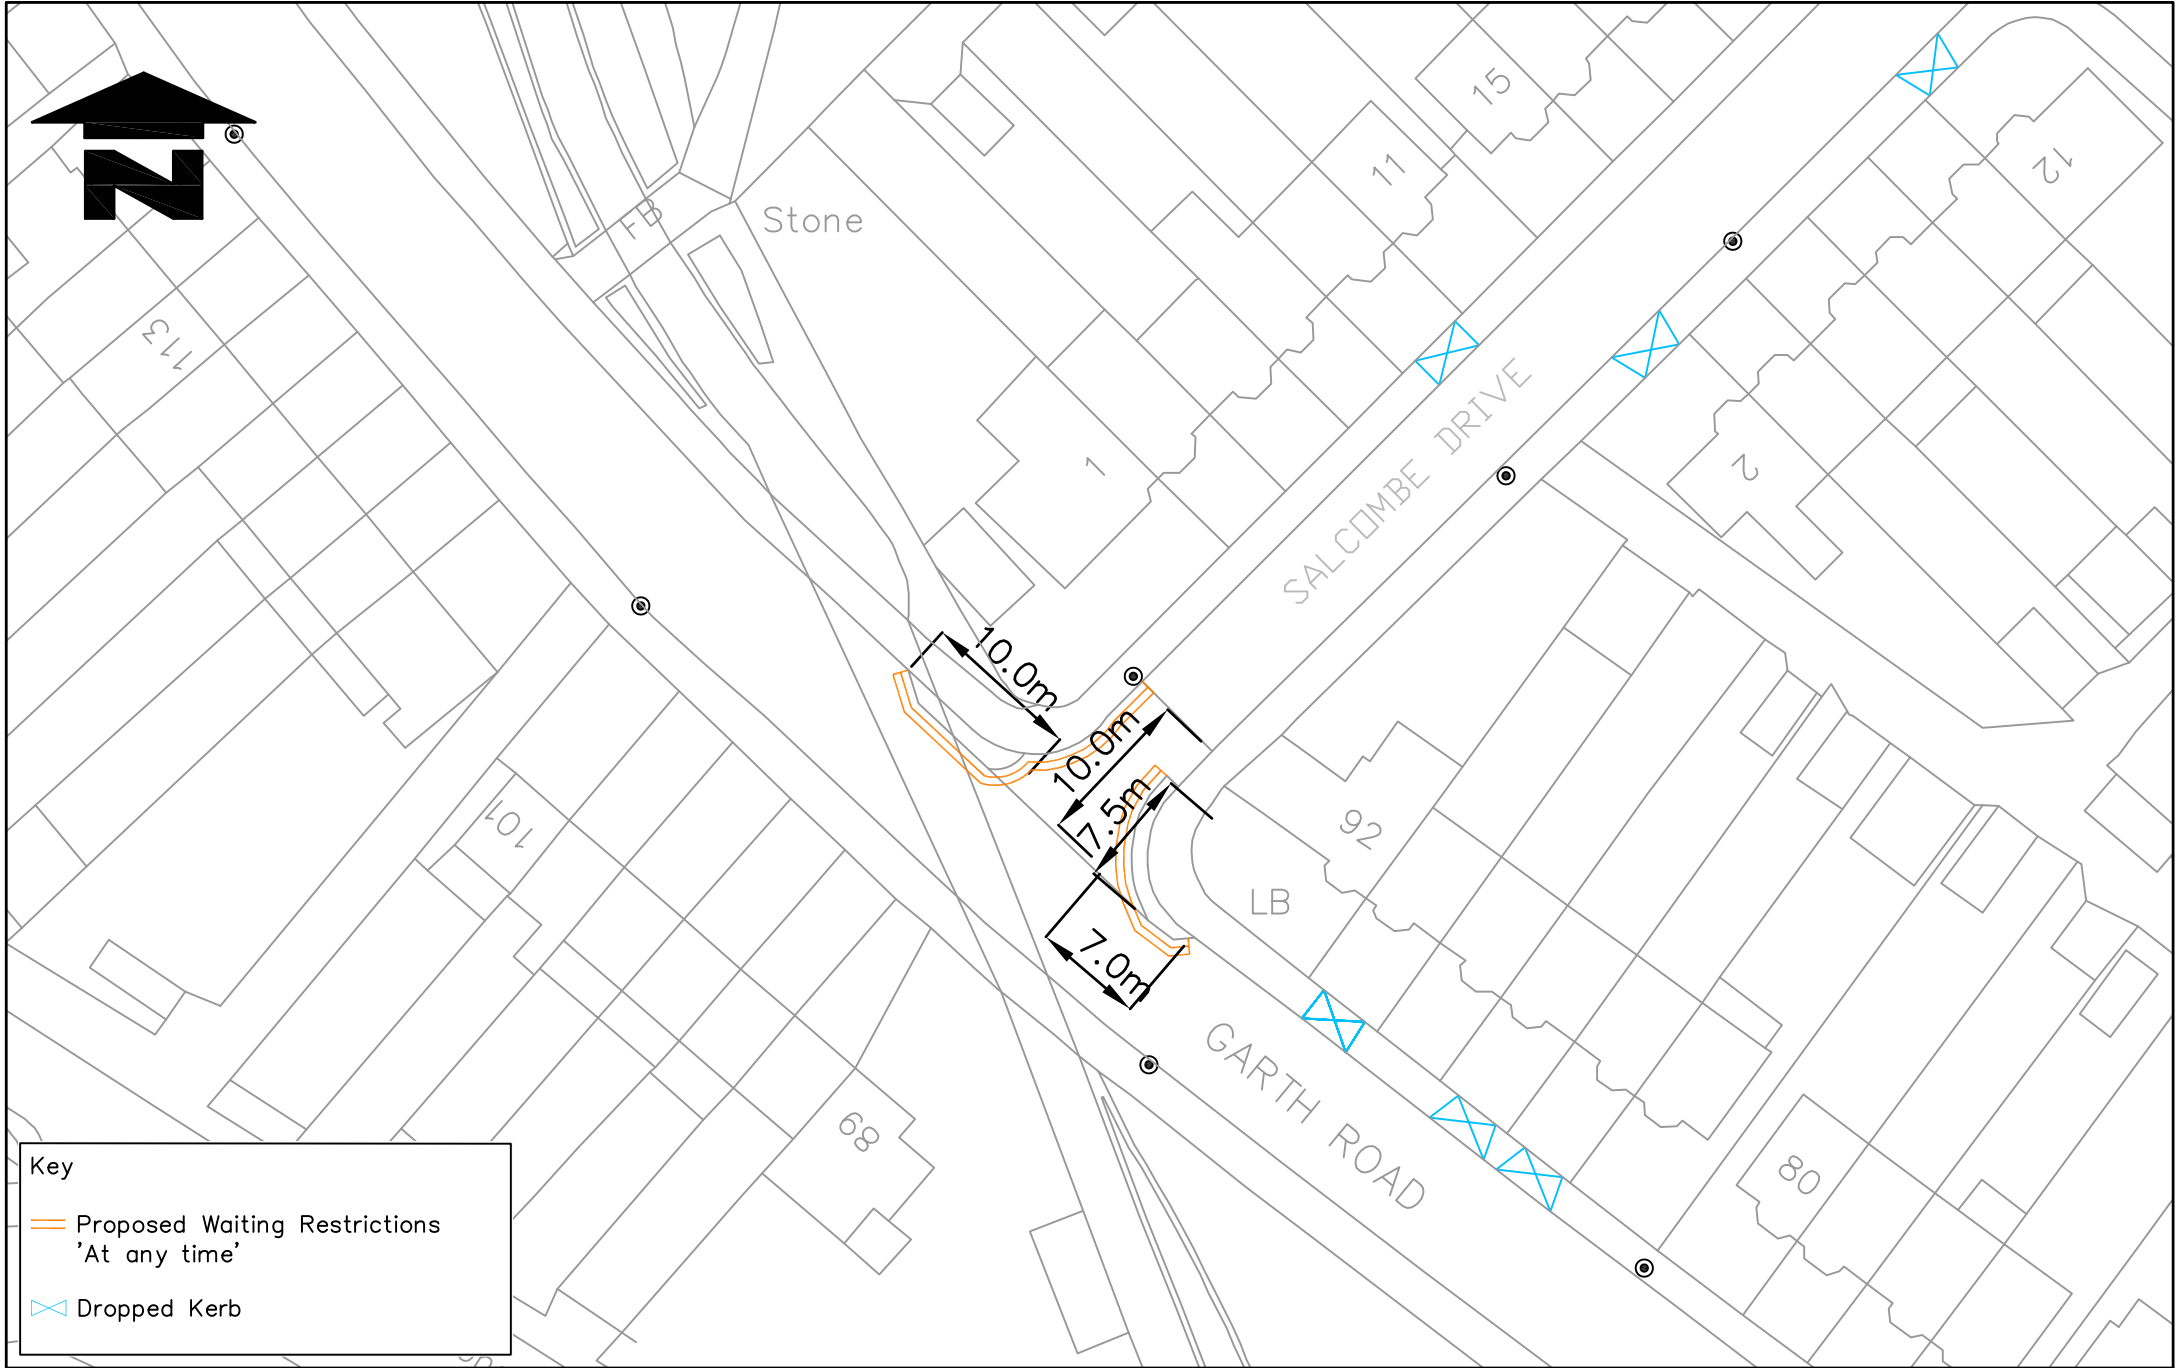 N
FB
Stone
15
11
12
113
1
2
SALCOMBE DRIVE
10.0m
10.0m
7.5m
7.0m
101
92
LB
GARTH ROAD
89
80
Key
Proposed Waiting Restrictions
'At any time'
Dropped Kerb